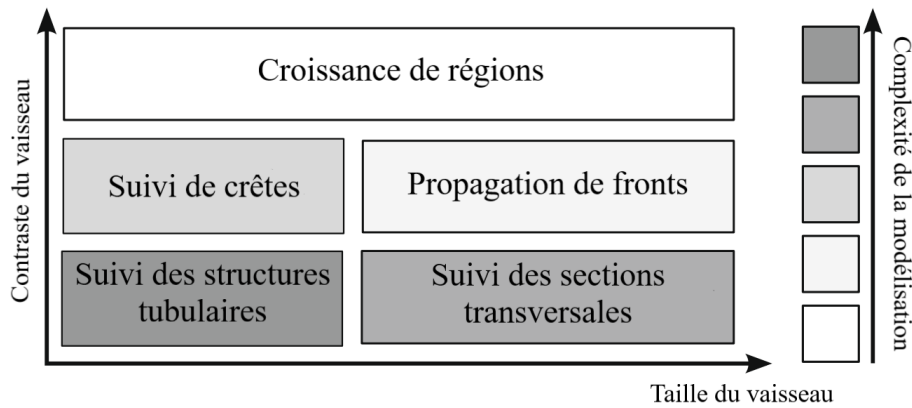 Contraste du vaisseau
Croissance de régions
Suivi de crêtes
Propagation de fronts
Suivi des structures
tubulaires
Suivi des sections
transversales
Taille du vaisseau
Complexité de la modélisation